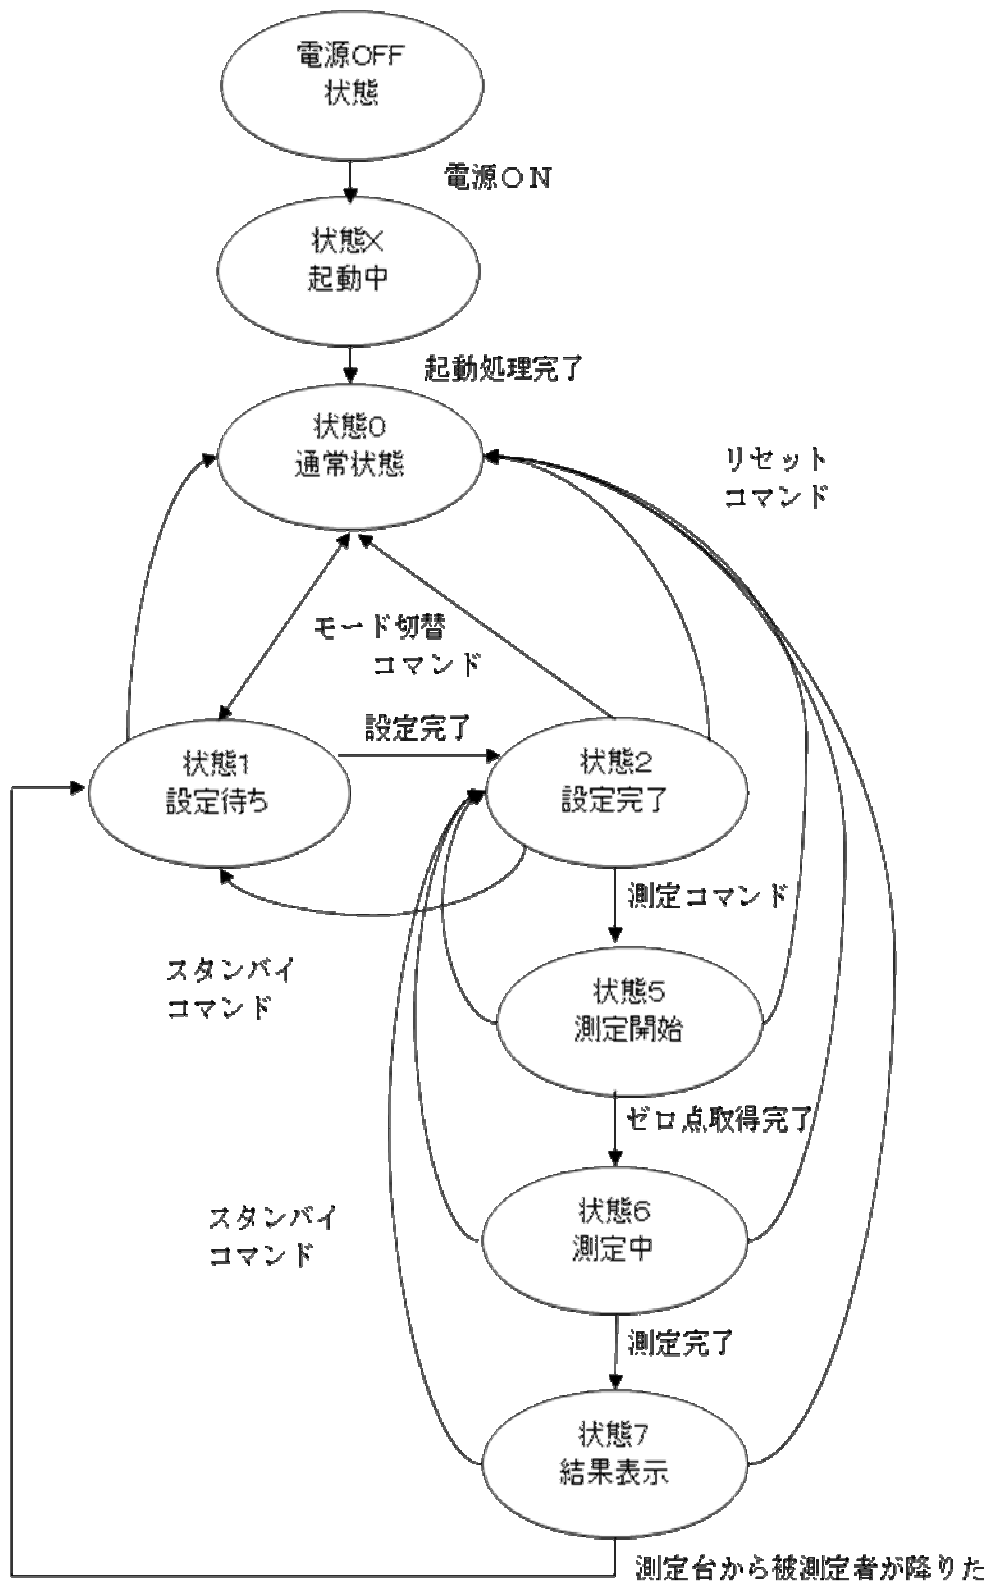 電源OFF
状態
電源ＯＮ
状態X
起動中
起動処理完了
状態0
通常状態
リセット
コマンド
モード切替
コマンド
設定完了
状態1
設定待ち
状態2
設定完了
測定コマンド
スタンバイ
コマンド
状態5
測定開始
ゼロ点取得完了
スタンバイ
コマンド
状態6
測定中
測定完了
状態7
結果表示
測定台から被測定者が降りた